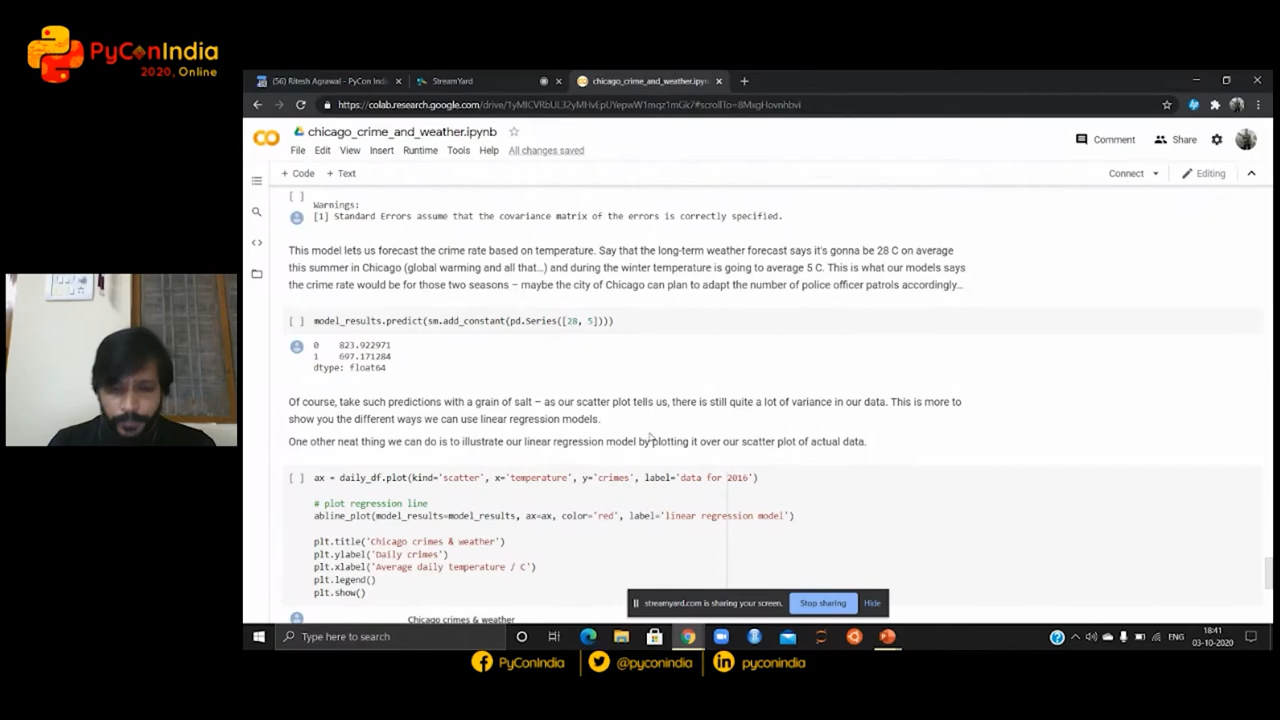 PyConIndia
2020, Online
(56) Ritesh Agrawal - PyCon Indi
StreamYard
chicago_crime_and_weather.ipynb
chicago_crime_and_weather.ipynb
File Edit View Insert Runtime Tools Help All changes saved
Comment Share
+ Code + Text
Connect Editing
[ ]
Warnings:
[1] Standard Errors assume that the covariance matrix of the errors is correctly specified.
This model lets us forecast the crime rate based on temperature. Say that the long-term weather forecast says it's gonna be 28 C on average
this summer in Chicago (global warming and all that…) and during the winter temperature is going to average 5 C. This is what our models says
the crime rate would be for those two seasons – maybe the city of Chicago can plan to adapt the number of police officer patrols accordingly…
[ ] model_results.predict(sm.add_constant(pd.Series([28, 5])))
0 823.922971
1 697.171284
dtype: float64
Of course, take such predictions with a grain of salt – as our scatter plot tells us, there is still quite a lot of variance in our data. This is more to
show you the different ways we can use linear regression models.
One other neat thing we can do is to illustrate our linear regression model by plotting it over our scatter plot of actual data.
[ ] ax = daily_df.plot(kind='scatter', x='temperature', y='crimes', label='data for 2016')
# plot regression line
abline_plot(model_results=model_results, ax=ax, color='red', label='linear regression model')
plt.title('Chicago crimes & weather')
plt.ylabel('Daily crimes')
plt.xlabel('Average daily temperature / C')
plt.legend()
plt.show()
streamyard.com is sharing your screen. Stop sharing Hide
Chicago crimes & weather
Type here to search
ENG
18:41
03-10-2020
PyConIndia @pyconindia pyconindia